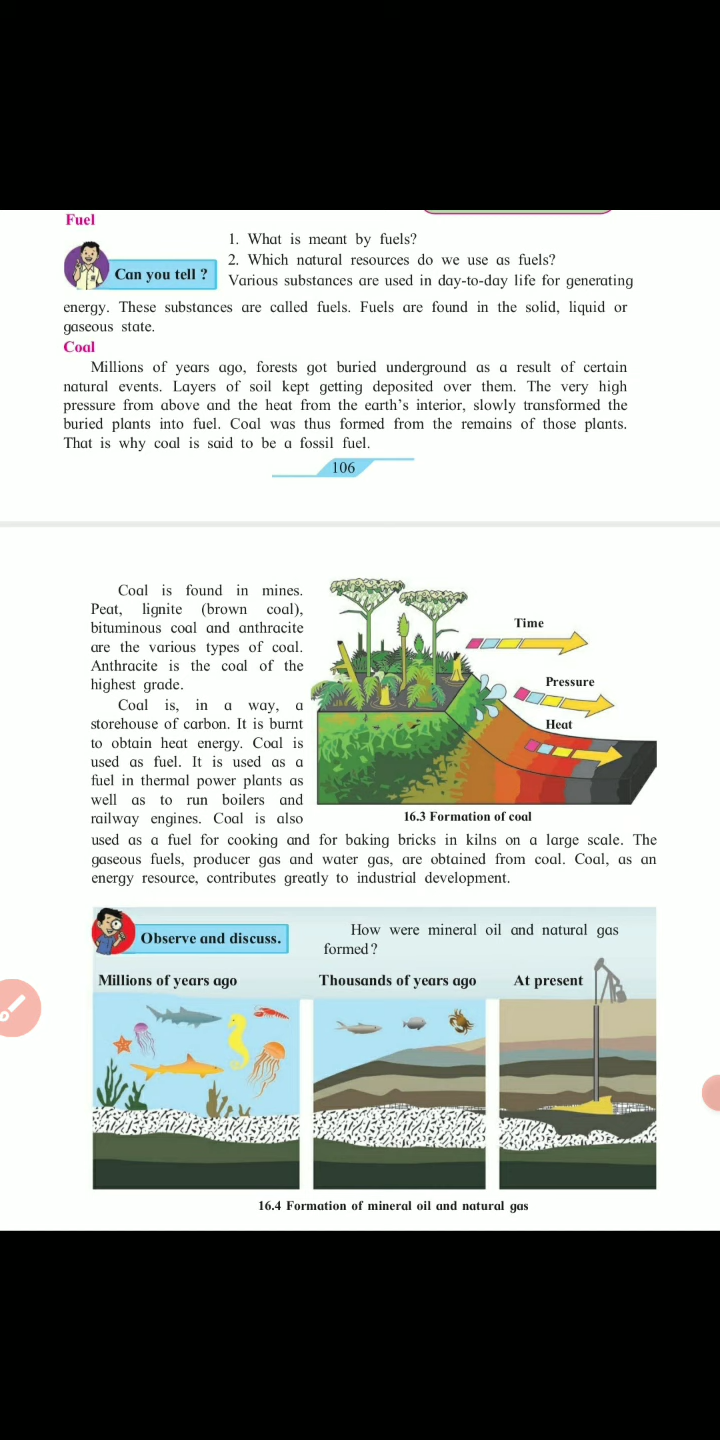 Fuel
1. What is meant by fuels?
2. Which natural resources do we use as fuels?
Can you tell ?
Various substances are used in day-to-day life for generating
energy. These substances are called fuels. Fuels are found in the solid, liquid or
gaseous state.
Coal
Millions of years ago, forests got buried underground as a result of certain
natural events. Layers of soil kept getting deposited over them. The very high
pressure from above and the heat from the earth's interior, slowly transformed the
buried plants into fuel. Coal was thus formed from the remains of those plants.
That is why coal is said to be a fossil fuel.
106
Coal is found in mines.
Peat, lignite (brown coal),
bituminous coal and anthracite
are the various types of coal.
Anthracite is the coal of the
highest grade.
Coal is, in a way, a
storehouse of carbon. It is burnt
to obtain heat energy. Coal is
used as fuel. It is used as a
fuel in thermal power plants as
well as to run boilers and
railway engines. Coal is also
Time
Pressure
Heat
16.3 Formation of coal
used as a fuel for cooking and for baking bricks in kilns on a large scale. The
gaseous fuels, producer gas and water gas, are obtained from coal. Coal, as an
energy resource, contributes greatly to industrial development.
Observe and discuss.
How were mineral oil and natural gas
formed?
Millions of years ago
Thousands of years ago
At present
16.4 Formation of mineral oil and natural gas